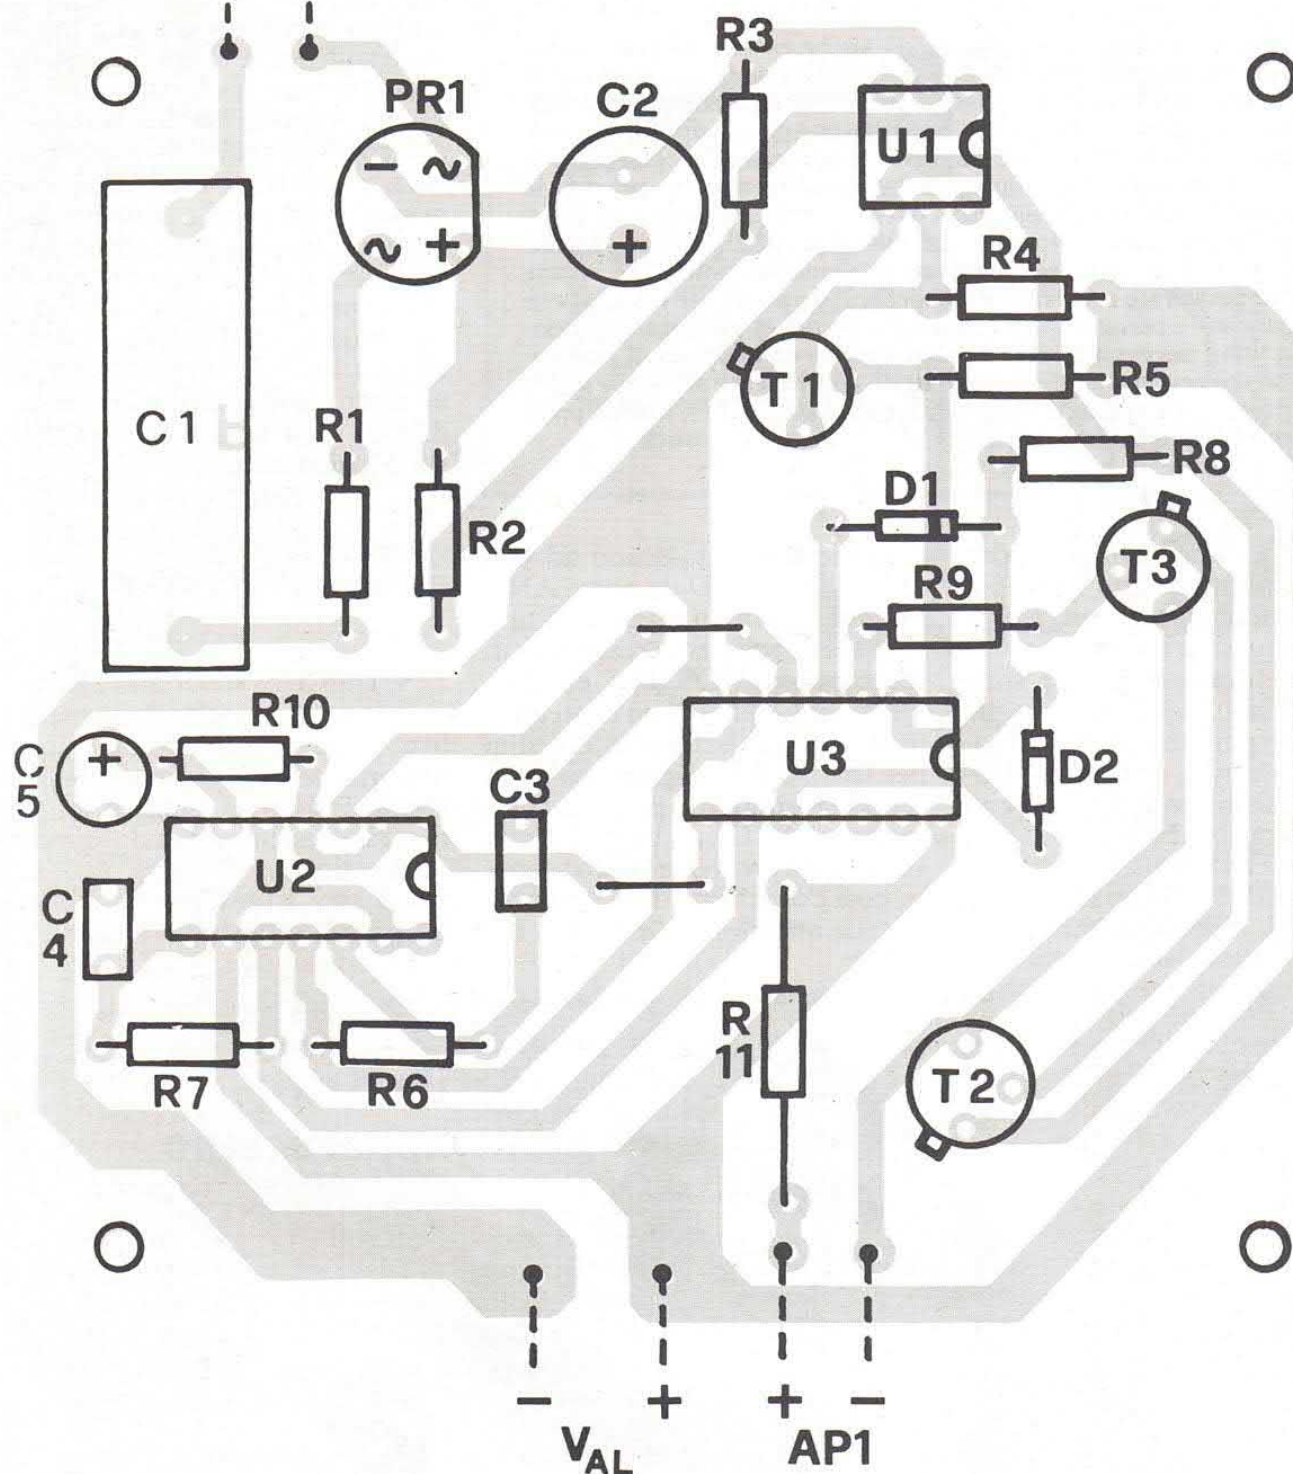 R3
PR1
C2
U1
− ~
~ +
+
R4
T1
R5
C1
R1
R8
D1
R2
T3
R9
R10
+
C
5
U3
D2
C3
U2
C
4
R
11
T2
R7
R6
− + + −
VAL
AP1